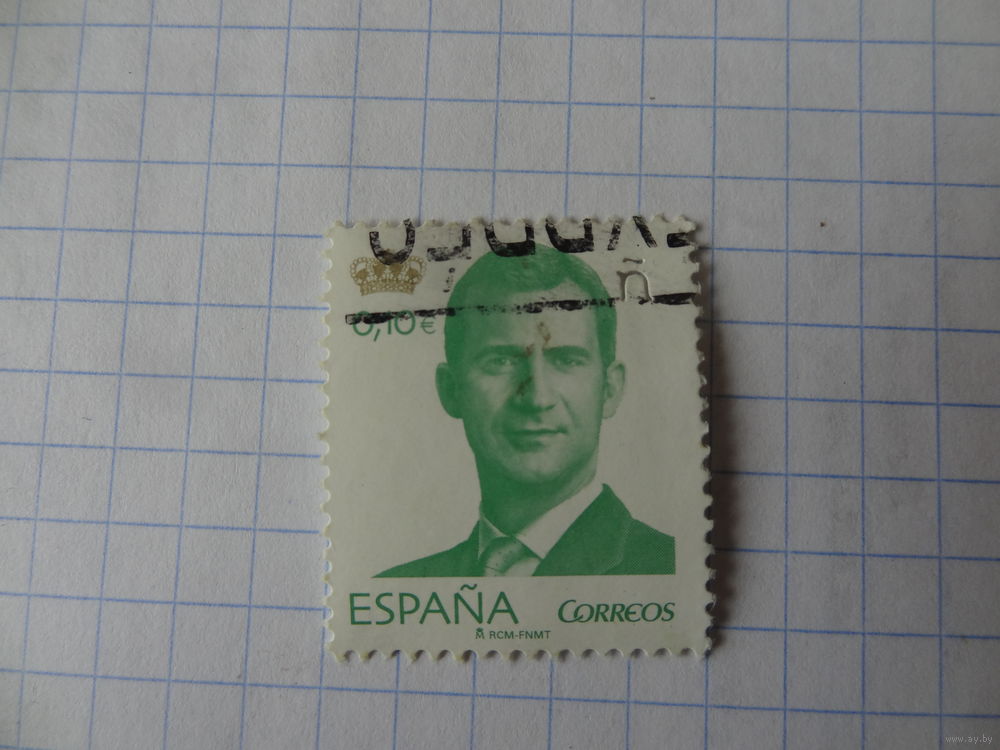 ñ
0,10 €
ESPAÑA CORREOS
RCM-FNMT
www.ay.by